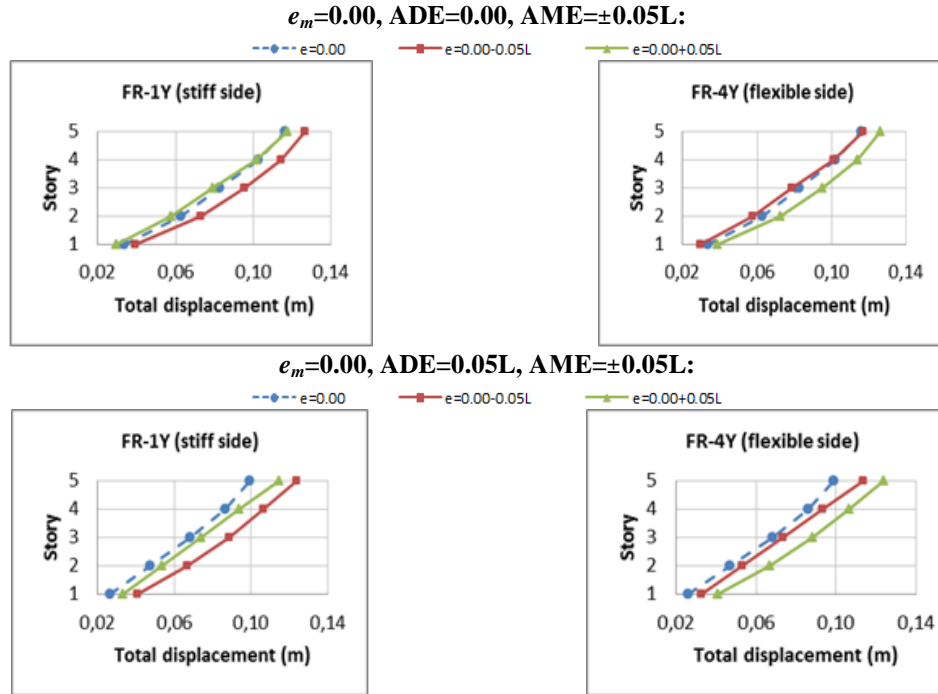 e_m=0.00, ADE=0.00, AME=±0.05L:
e=0.00 e=0.00-0.05L e=0.00+0.05L
FR-1Y (stiff side)
5
4
3
2
1
Story
0,02 0,06 0,10 0,14
Total displacement (m)
FR-4Y (flexible side)
5
4
3
2
1
Story
0,02 0,06 0,10 0,14
Total displacement (m)
e_m=0.00, ADE=0.05L, AME=±0.05L:
e=0.00 e=0.00-0.05L e=0.00+0.05L
FR-1Y (stiff side)
5
4
3
2
1
Story
0,02 0,06 0,10 0,14
Total displacement (m)
FR-4Y (flexible side)
5
4
3
2
1
Story
0,02 0,06 0,10 0,14
Total displacement (m)